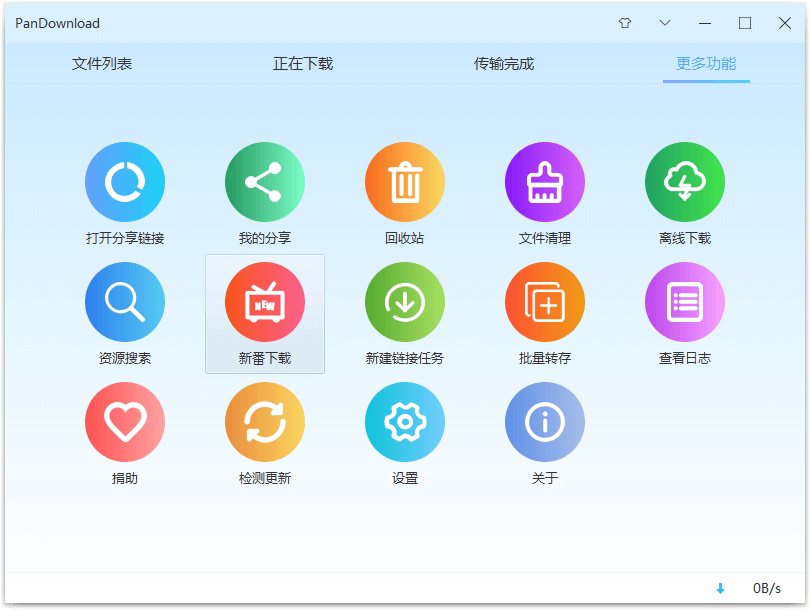 PanDownload
文件列表
正在下载
传输完成
更多功能
打开分享链接
我的分享
回收站
文件清理
离线下载
资源搜索
NEW
新番下载
新建链接任务
批量转存
查看日志
捐助
检测更新
设置
关于
0B/s